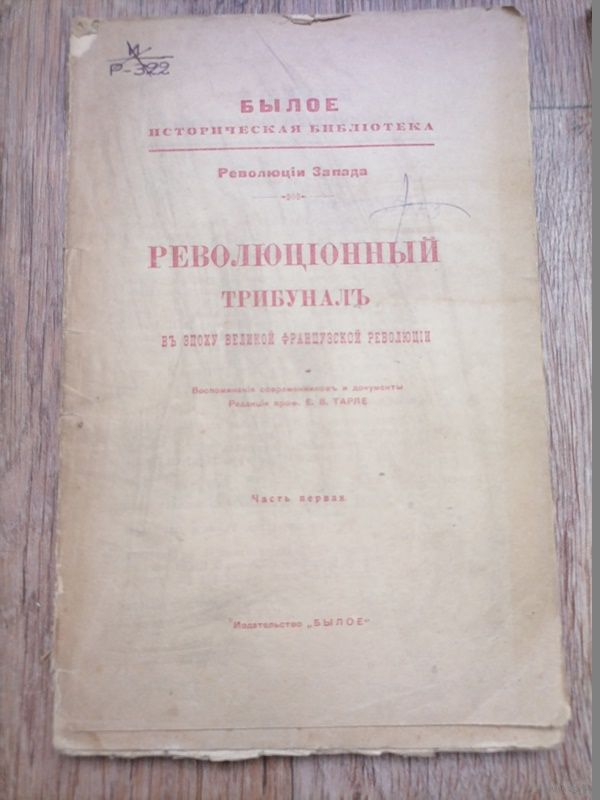 И
Р-322
БЫЛОЕ
ИСТОРИЧЕСКАЯ БИБЛІОТЕКА
Революціи Запада
РЕВОЛЮЦІОННЫЙ
ТРИБУНАЛЪ
ВЪ ЭПОХУ ВЕЛИКОЙ ФРАНЦУЗСКОЙ РЕВОЛЮЦІИ
Воспоминанія современниковъ и документы
Редакція проф. Е. В. ТАРЛЕ
Часть первая
Издательство „БЫЛОЕ“